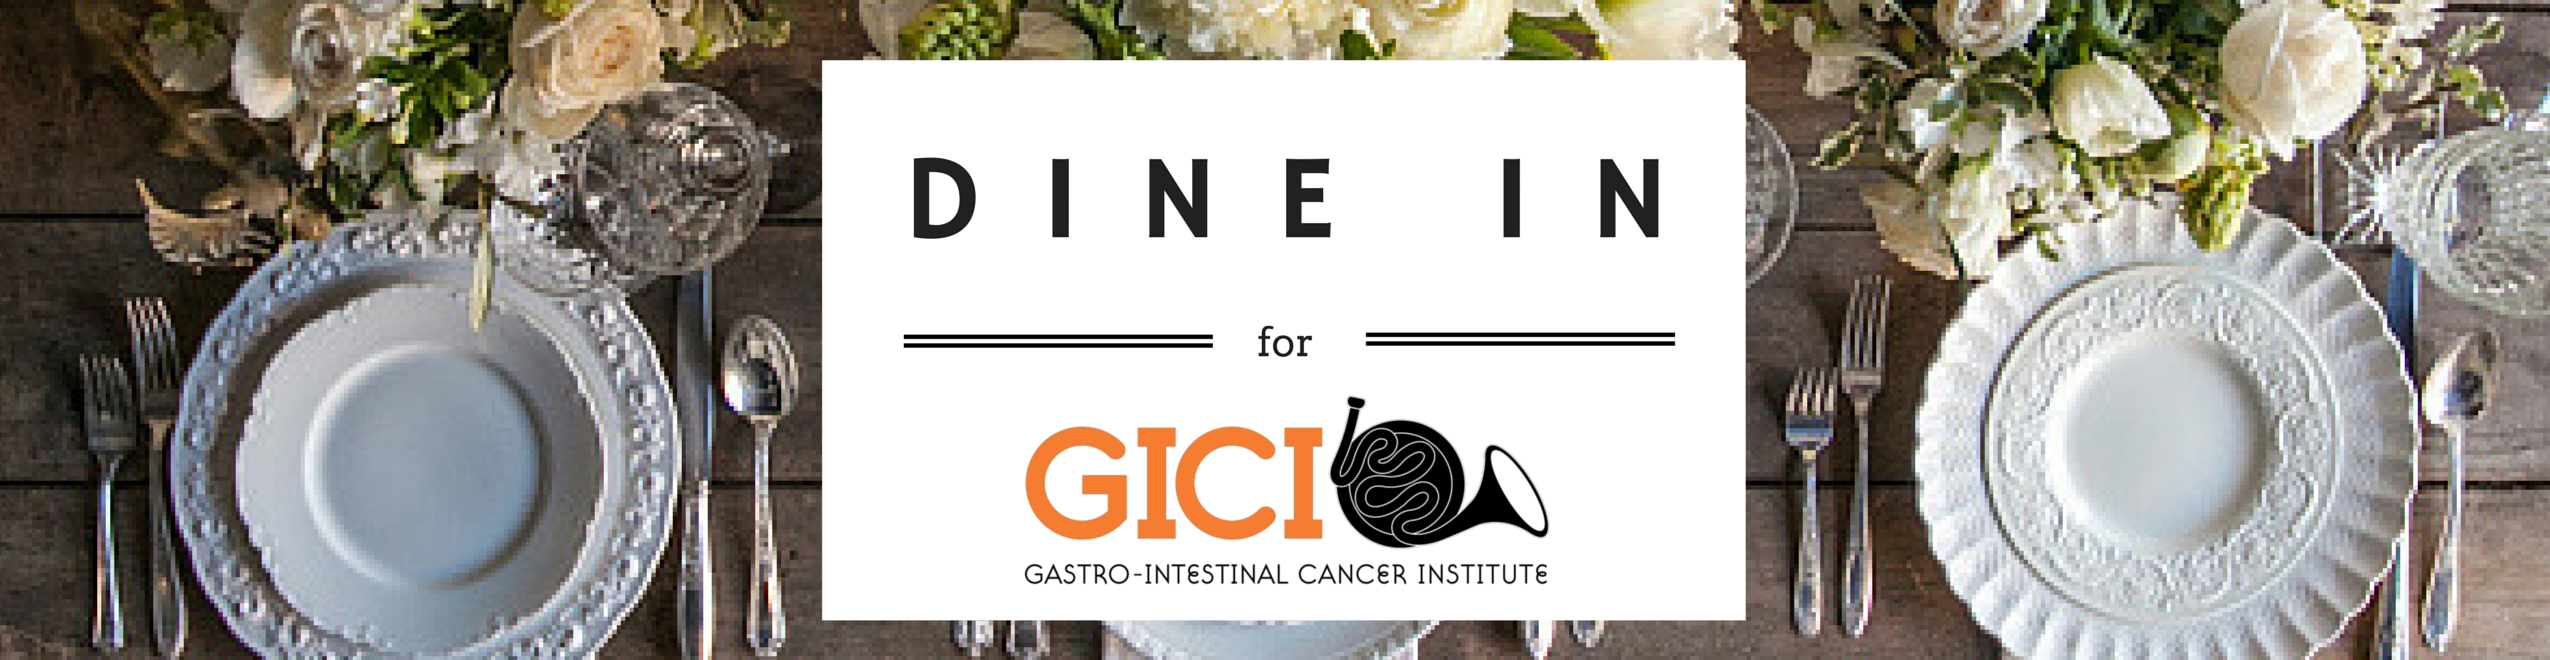 DINE IN
for
GICI
GASTRO-INTESTINAL CANCER INSTITUTE